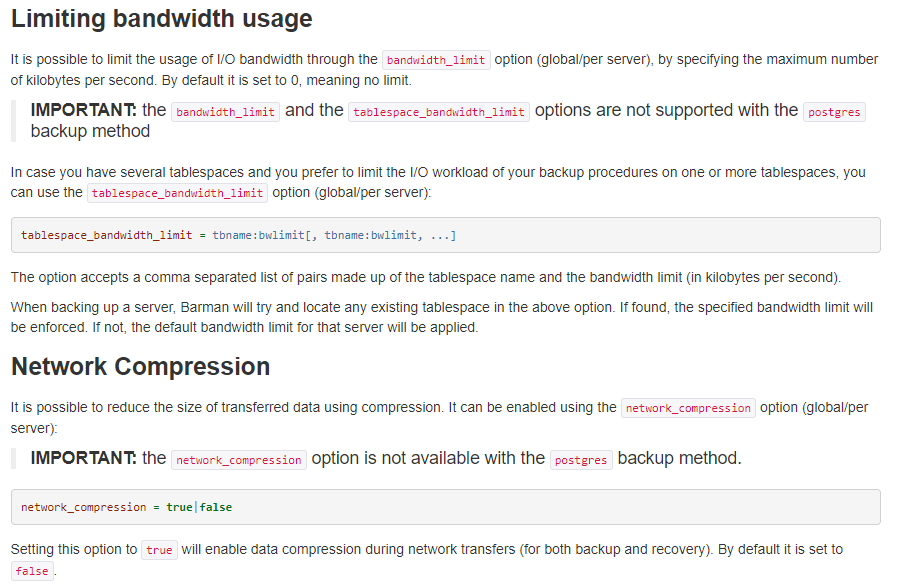 Limiting bandwidth usage
It is possible to limit the usage of I/O bandwidth through the bandwidth_limit option (global/per server), by specifying the maximum number
of kilobytes per second. By default it is set to 0, meaning no limit.
IMPORTANT: the bandwidth_limit and the tablespace_bandwidth_limit options are not supported with the postgres
backup method
In case you have several tablespaces and you prefer to limit the I/O workload of your backup procedures on one or more tablespaces, you
can use the tablespace_bandwidth_limit option (global/per server):
tablespace_bandwidth_limit = tbname:bwlimit[, tbname:bwlimit, ...]
The option accepts a comma separated list of pairs made up of the tablespace name and the bandwidth limit (in kilobytes per second).
When backing up a server, Barman will try and locate any existing tablespace in the above option. If found, the specified bandwidth limit will
be enforced. If not, the default bandwidth limit for that server will be applied.
Network Compression
It is possible to reduce the size of transferred data using compression. It can be enabled using the network_compression option (global/per
server):
IMPORTANT: the network_compression option is not available with the postgres backup method.
network_compression = true|false
Setting this option to true will enable data compression during network transfers (for both backup and recovery). By default it is set to
false.